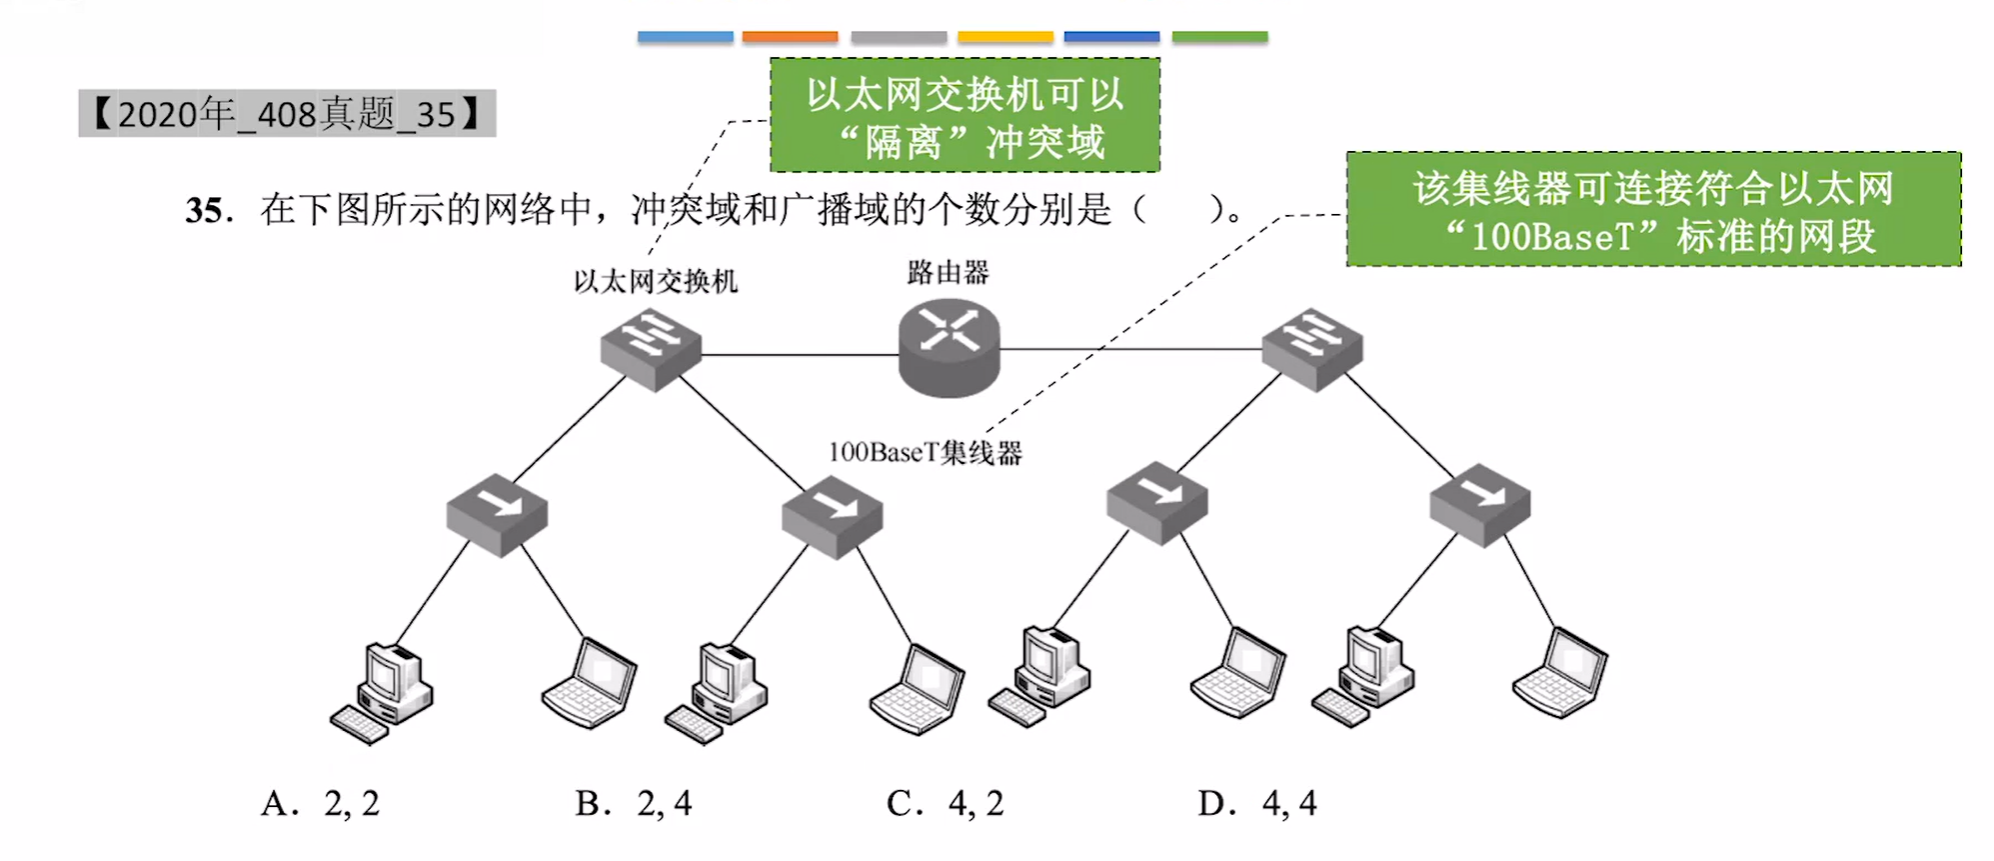 以太网交换机可以
“隔离”冲突域
【2020年_408真题_35】
该集线器可连接符合以太网
“100BaseT”标准的网段
35. 在下图所示的网络中，冲突域和广播域的个数分别是（　）。
以太网交换机
路由器
100BaseT集线器
A. 2, 2　B. 2, 4　C. 4, 2　D. 4, 4